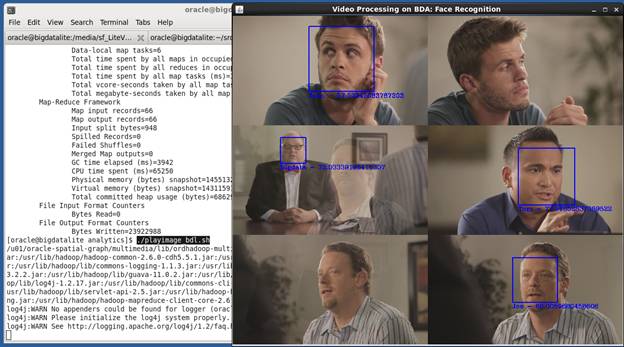 oracle@bigdatalite
File Edit View Search Terminal Tabs Help
oracle@bigdatalite:/media/sf_LiteV...
oracle@bigdatalite:~/src
Data-local map tasks=6
Total time spent by all maps in occupie
Total time spent by all reduces in occu
Total time spent by all map tasks (ms)=
Total vcore-seconds taken by all map
Total megabyte-seconds taken by all map
Map-Reduce Framework
Map input records=66
Map output records=66
Input split bytes=948
Spilled Records=0
Failed Shuffles=0
Merged Map outputs=0
GC time elapsed (ms)=3942
CPU time spent (ms)=65250
Physical memory (bytes) snapshot=145513
Virtual memory (bytes) snapshot=1431159
Total committed heap usage (bytes)=6862
File Input Format Counters
Bytes Read=0
File Output Format Counters
Bytes Written=23922988
[oracle@bigdatalite analytics]$ ./playimage_bdl.sh
/u01/oracle-spatial-graph/multimedia/lib/ordhadoop-mult
ar:/usr/lib/hadoop/hadoop-common-2.6.0-cdh5.5.1.jar:/us
r:/usr/lib/hadoop/lib/commons-logging-1.1.3.jar:/usr/li
3.2.2.jar:/usr/lib/hadoop/lib/guava-11.0.2.jar:/usr/lib
op/lib/log4j-1.2.17.jar:/usr/lib/hadoop/lib/commons-cli
usr/lib/hadoop/lib/servlet-api-2.5.jar:/usr/lib/hadoop/
hadoop-mapreduce/hadoop-mapreduce-client-core-2.6
log4j:WARN No appenders could be found for logger (orac
log4j:WARN Please initialize the log4j system properly.
log4j:WARN See http://logging.apache.org/log4j/1.2/faq.
Video Processing on BDA: Face Recognition